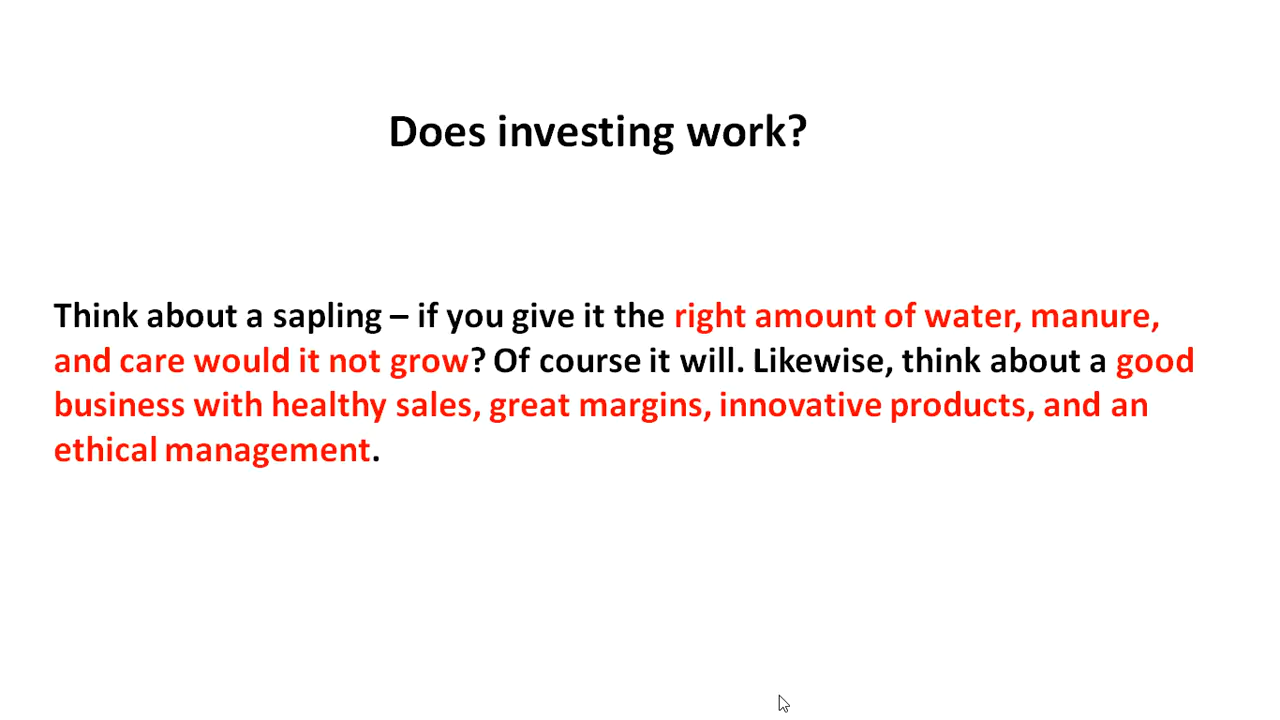 Does investing work?
Think about a sapling – if you give it the right amount of water, manure,
and care would it not grow? Of course it will. Likewise, think about a good
business with healthy sales, great margins, innovative products, and an
ethical management.